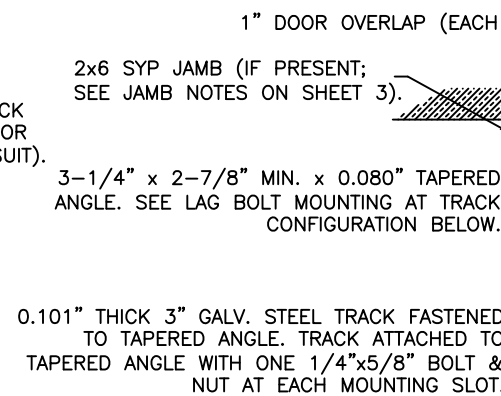 1" DOOR OVERLAP (EACH
2x6 SYP JAMB (IF PRESENT;
SEE JAMB NOTES ON SHEET 3).
CK
OR
SUIT).
3-1/4" x 2-7/8" MIN. x 0.080" TAPERED
ANGLE. SEE LAG BOLT MOUNTING AT TRACK
CONFIGURATION BELOW.
0.101" THICK 3" GALV. STEEL TRACK FASTENED
TO TAPERED ANGLE. TRACK ATTACHED TO
TAPERED ANGLE WITH ONE 1/4"x5/8" BOLT &
NUT AT EACH MOUNTING SLOT.